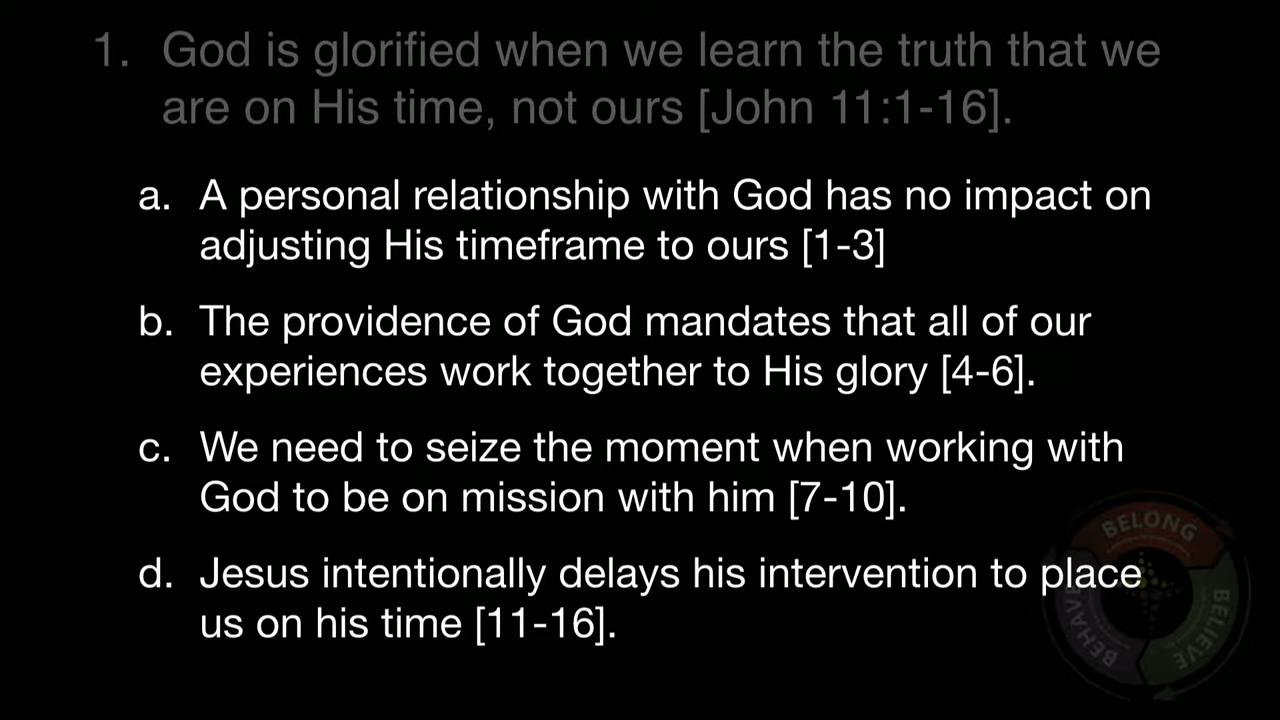 1. God is glorified when we learn the truth that we
are on His time, not ours [John 11:1-16].
a. A personal relationship with God has no impact on
adjusting His timeframe to ours [1-3]
b. The providence of God mandates that all of our
experiences work together to His glory [4-6].
c. We need to seize the moment when working with
God to be on mission with him [7-10].
d. Jesus intentionally delays his intervention to place
us on his time [11-16].
BELONG
BELIEVE
BEHAVE